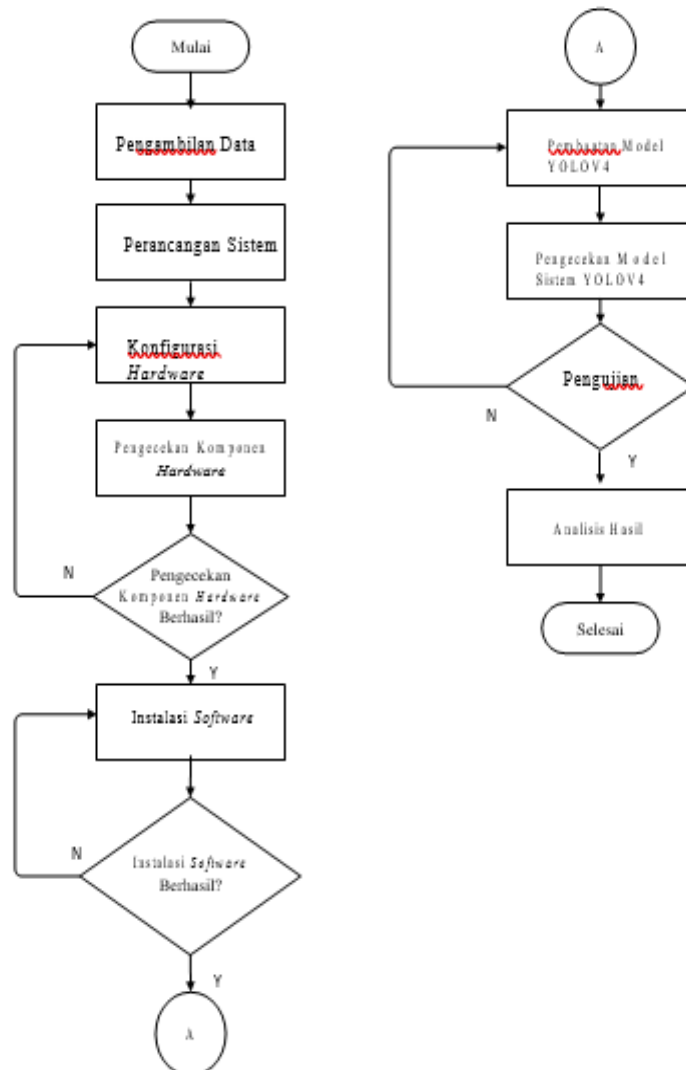 Mulai
Pengambilan Data
Perancangan Sistem
Konfigurasi
Hardware
Pengecekan Komponen
Hardware
N
Pengecekan
Komponen Hardware
Berhasil?
Y
Instalasi Software
N
Instalasi Software
Berhasil?
Y
A
A
Pembuatan Model
YOLOV4
Pengecekan Model
Sistem YOLOV4
Pengujian
N
Y
Analisis Hasil
Selesai